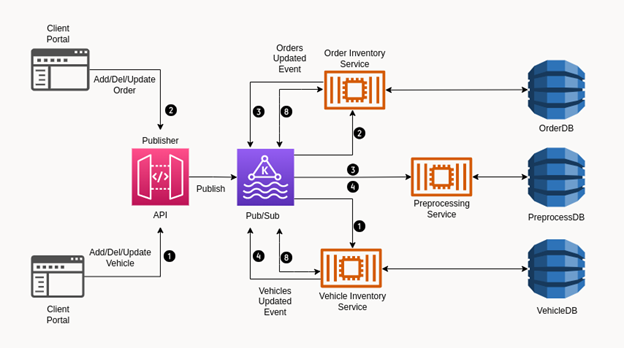 Client
Portal
Add/Del/Update
Order
2
Publisher
API
Publish
K
Pub/Sub
Orders
Updated
Event
3
8
Order Inventory
Service
2
OrderDB
3
4
Preprocessing
Service
PreprocessDB
1
Add/Del/Update
Vehicle
1
Client
Portal
4
8
Vehicles
Updated
Event
Vehicle Inventory
Service
VehicleDB